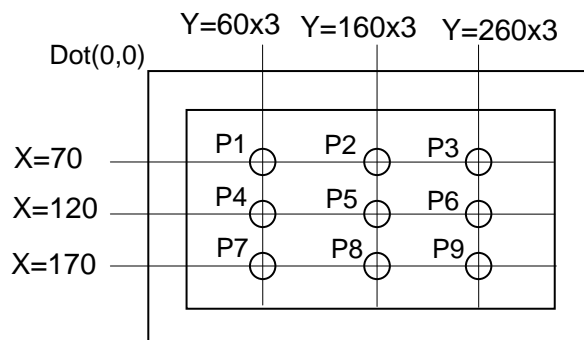 Y=60x3 Y=160x3 Y=260x3
Dot(0,0)
X=70 P1 P2 P3
X=120 P4 P5 P6
X=170 P7 P8 P9